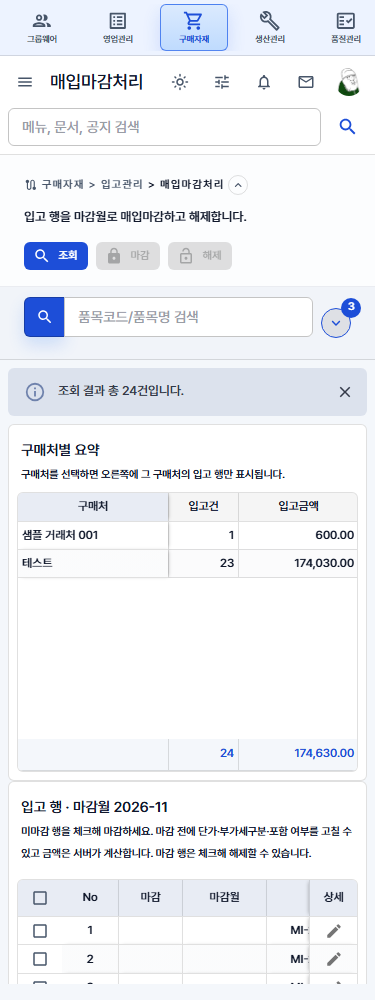 그룹웨어
영업관리
구매자재
생산관리
품질관리
매입마감처리
메뉴, 문서, 공지 검색
구매자재 > 입고관리 > 매입마감처리
입고 행을 마감월로 매입마감하고 해제합니다.
조회
마감
해제
품목코드/품목명 검색
3
조회 결과 총 24건입니다.
구매처별 요약
구매처를 선택하면 오른쪽에 그 구매처의 입고 행만 표시됩니다.
구매처 입고건 입고금액
샘플 거래처 001 1 600.00
테스트 23 174,030.00
24 174,630.00
입고 행 · 마감월 2026-11
미마감 행을 체크해 마감하세요. 마감 전에 단가·부가세구분·포함 여부를 고칠 수
있고 금액은 서버가 계산합니다. 마감 행은 체크해 해제할 수 있습니다.
No 마감 마감월 상세
1 MI-
2 MI-